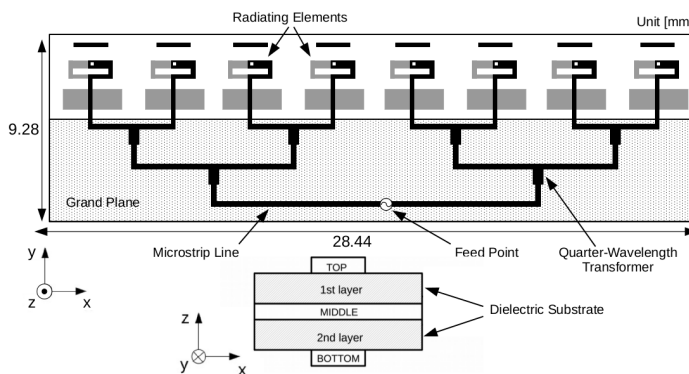 Radiating Elements
Unit [mm
9.28
Grand Plane
28.44
Microstrip Line
Feed Point
Quarter-Wavelength
Transformer
y
z
x
TOP
1st layer
MIDDLE
2nd layer
BOTTOM
Dielectric Substrate
z
y
x